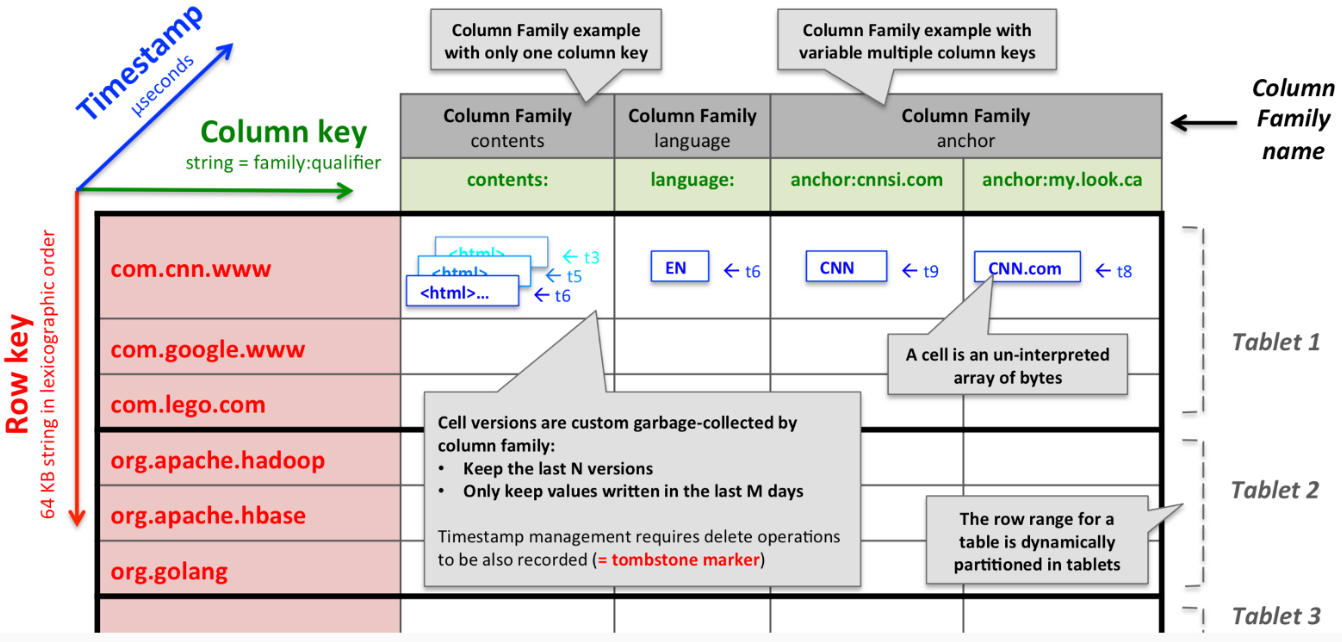 Timestamp
µseconds
Column key
string = family:qualifier
Row key
64 KB string in lexicographic order
Column Family example
with only one column key
Column Family example with
variable multiple column keys
Column
Family
name
Column Family
contents
Column Family
language
Column Family
anchor
contents:
language:
anchor:cnnsi.com
anchor:my.look.ca
com.cnn.www
<html>
← t3
<html>
← t5
<html>...
← t6
EN
← t6
CNN
← t9
CNN.com
← t8
A cell is an un-interpreted
array of bytes
Tablet 1
com.google.www
com.lego.com
Cell versions are custom garbage-collected by
column family:
• Keep the last N versions
• Only keep values written in the last M days
Timestamp management requires delete operations
to be also recorded (= tombstone marker)
org.apache.hadoop
org.apache.hbase
org.golang
The row range for a
table is dynamically
partitioned in tablets
Tablet 2
Tablet 3